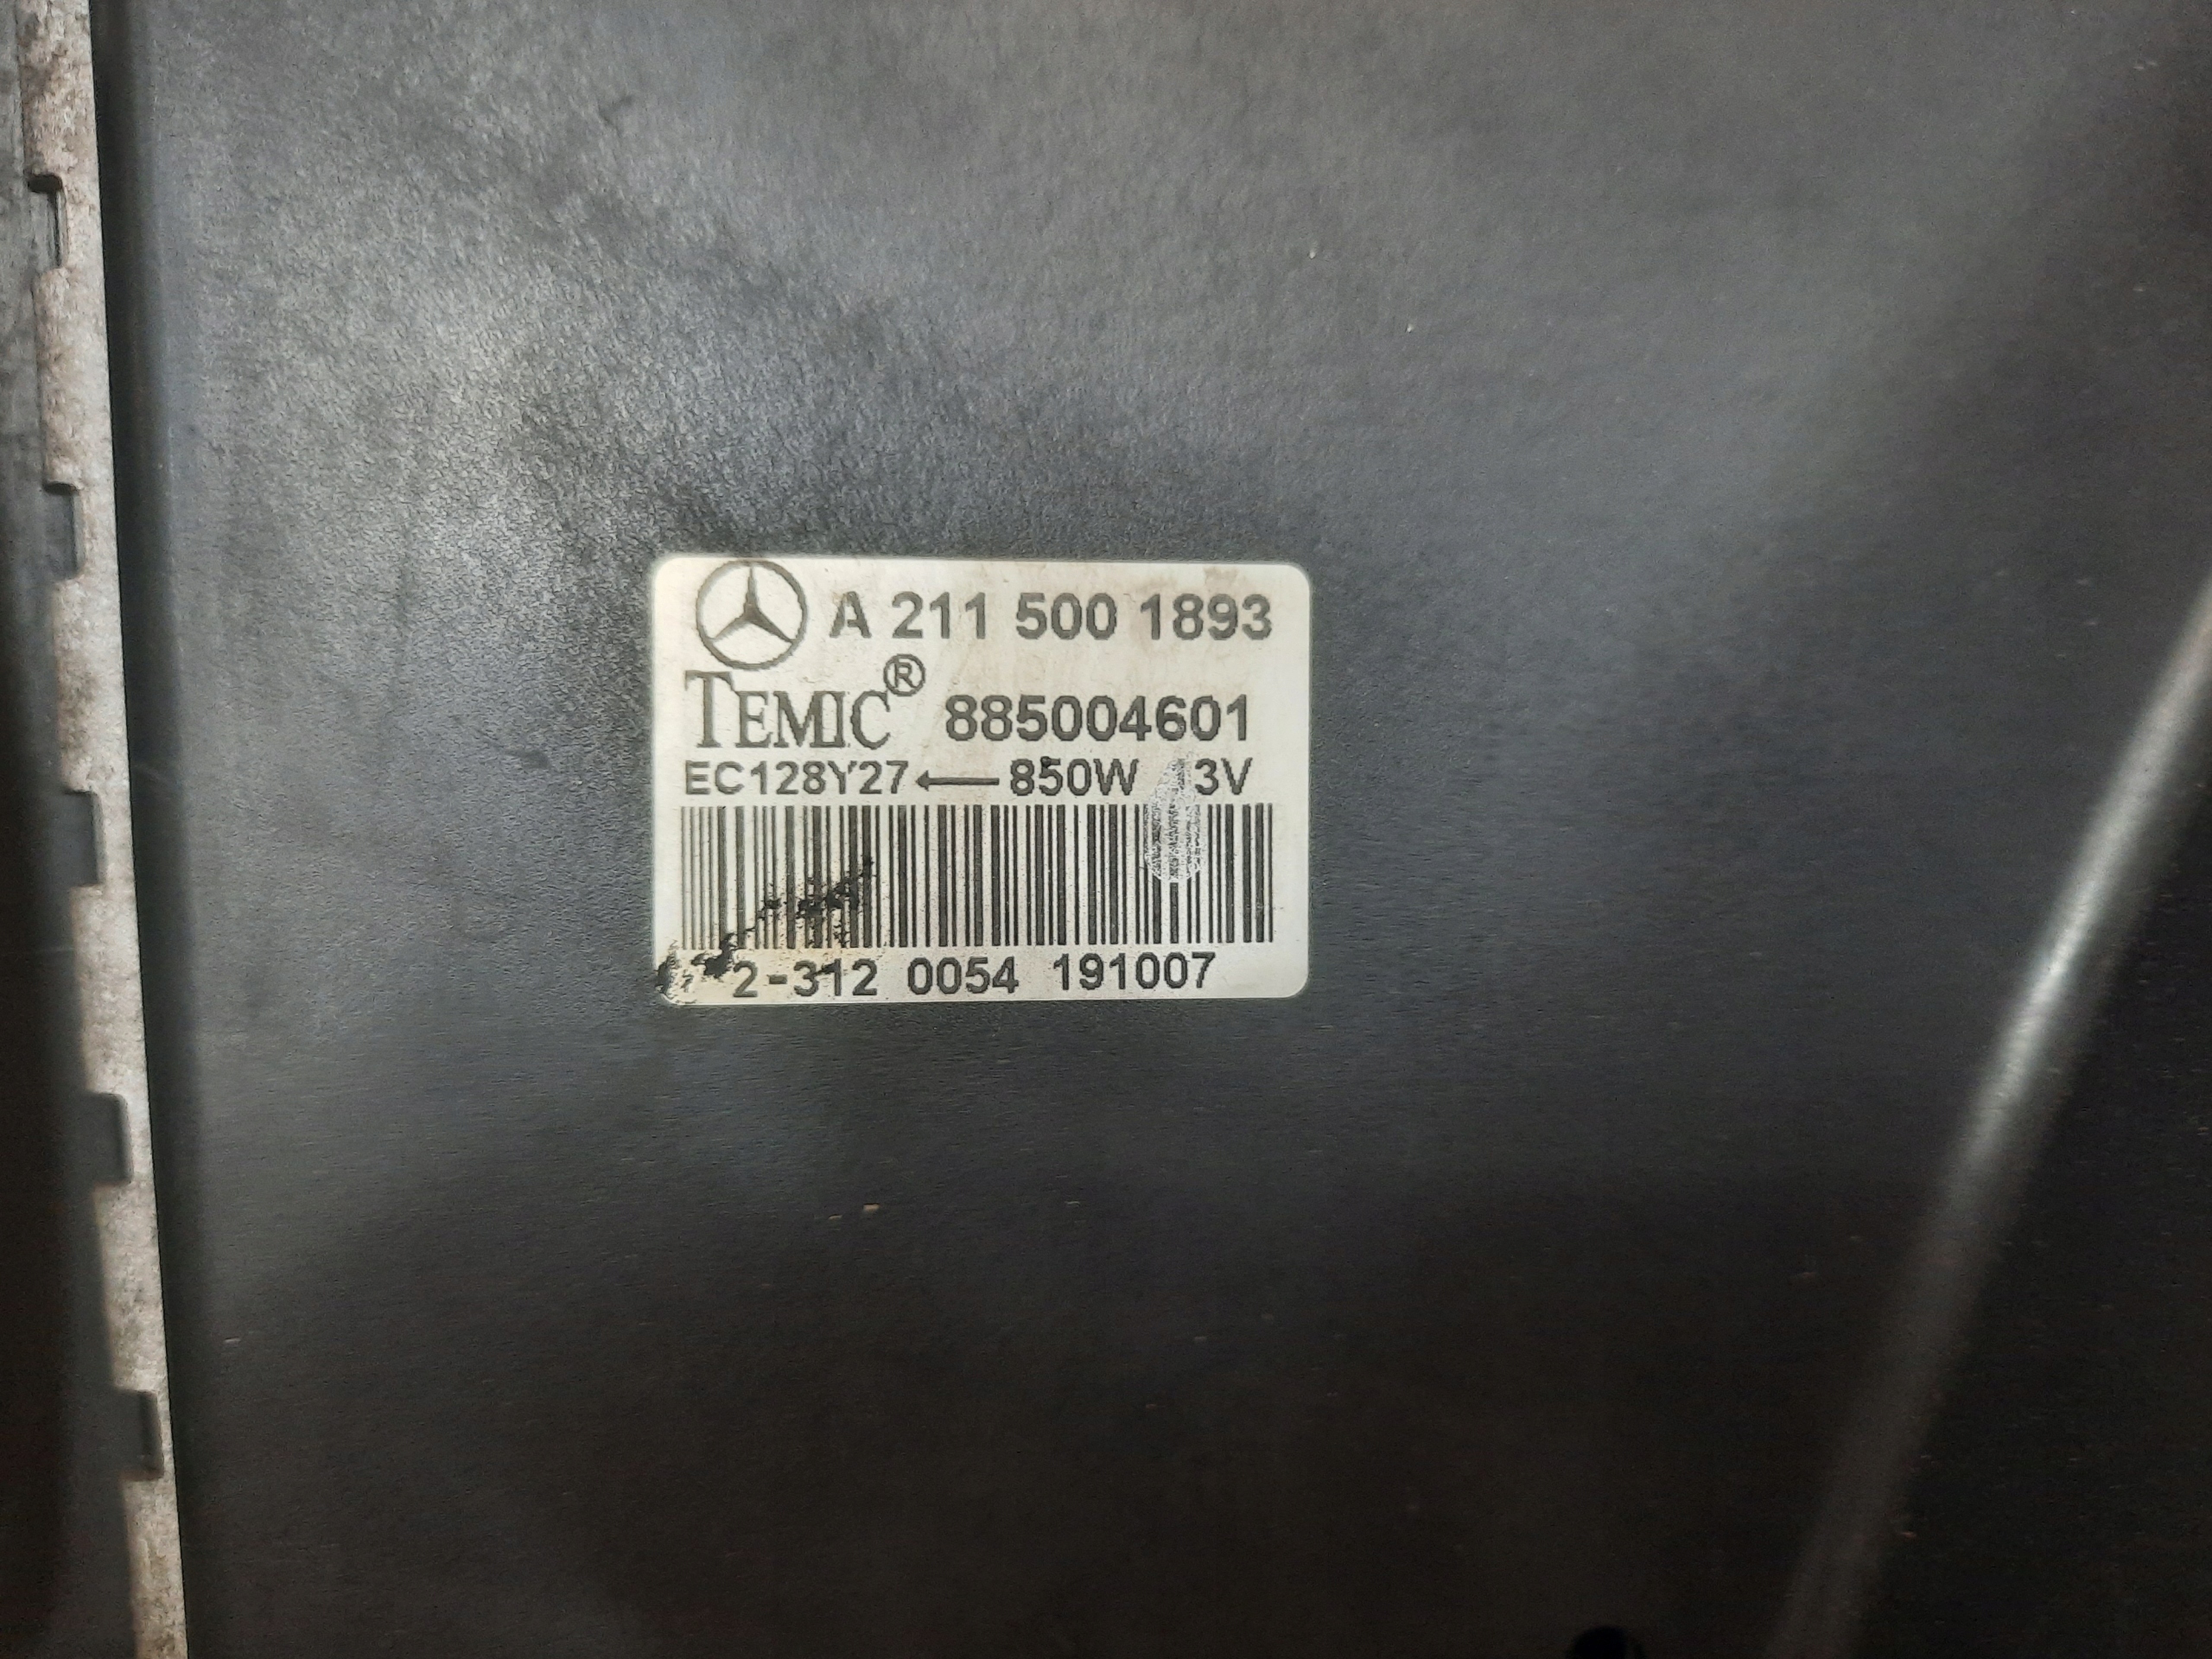 A 211 500 1893
TEMIC® 885004601
EC128Y27←850W 3V
2-312 0054 191007